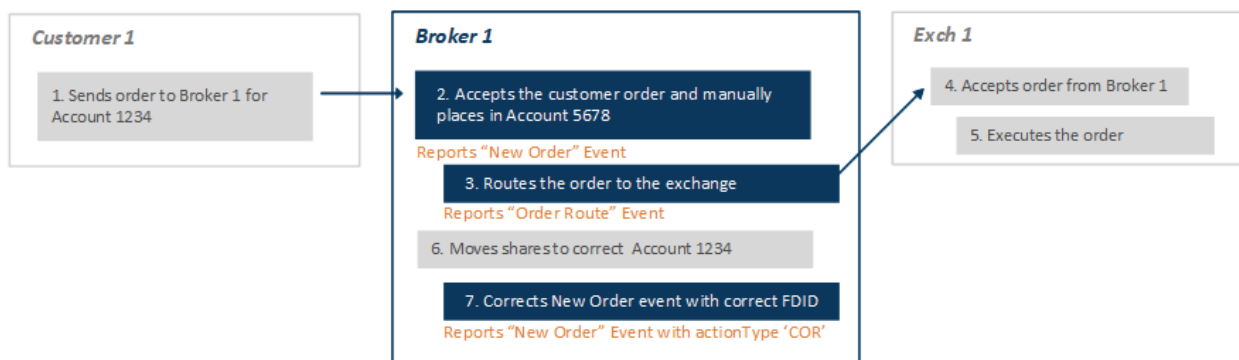 Customer 1
1. Sends order to Broker 1 for
Account 1234
Broker 1
2. Accepts the customer order and manually
places in Account 5678
Reports "New Order" Event
3. Routes the order to the exchange
Reports "Order Route" Event
6. Moves shares to correct Account 1234
7. Corrects New Order event with correct FDID
Reports "New Order" Event with actionType 'COR'
Exch 1
4. Accepts order from Broker 1
5. Executes the order